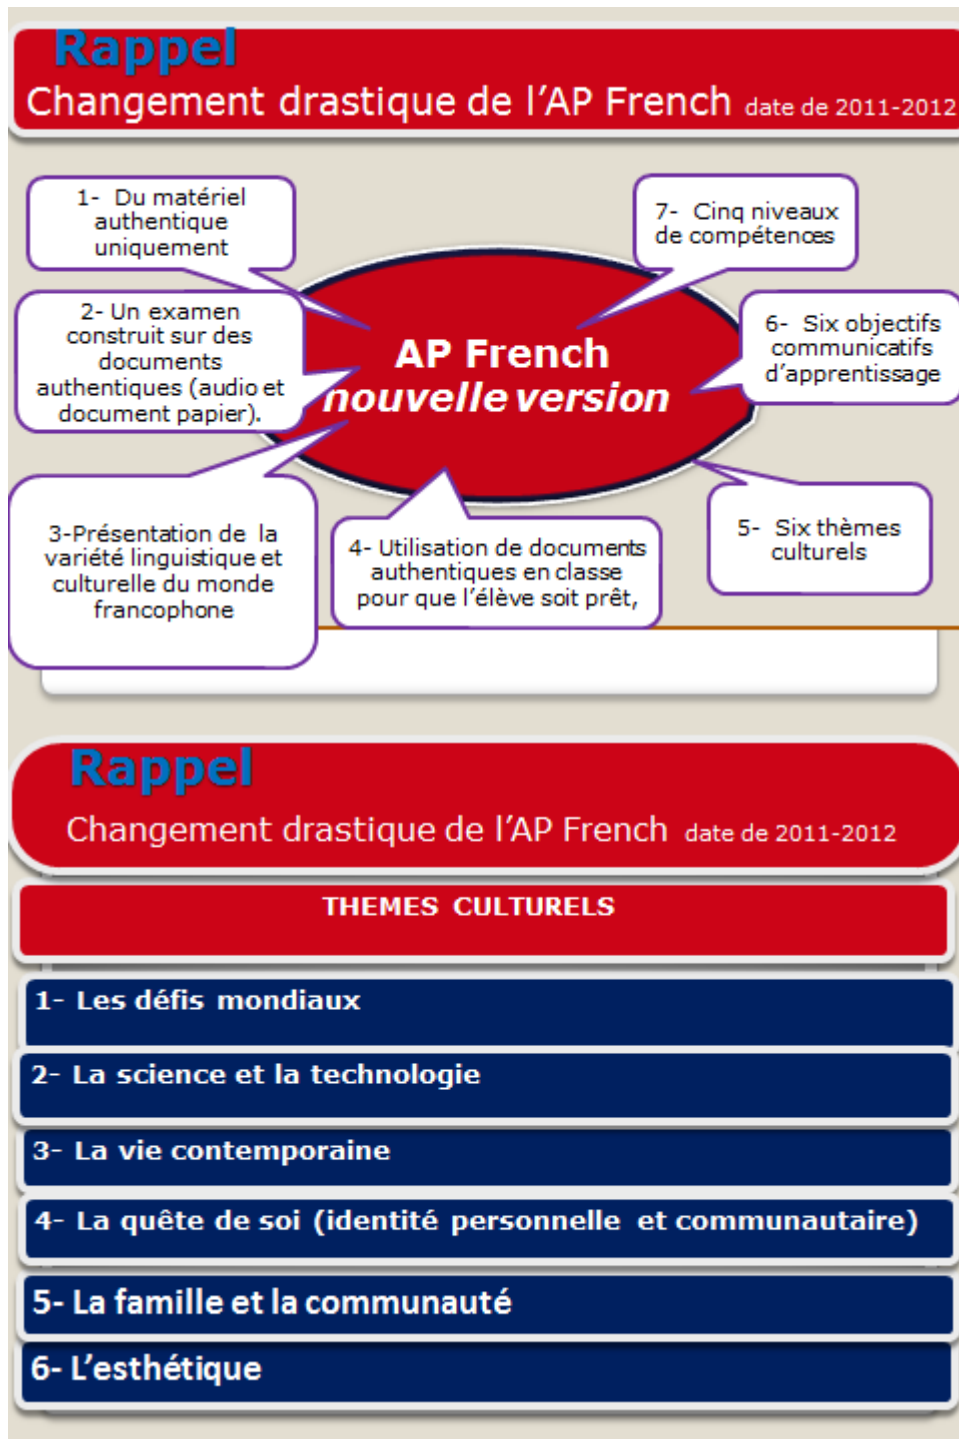 Rappel
Changement drastique de l'AP French date de 2011-2012
1- Du matériel
authentique
uniquement
2- Un examen
construit sur des
documents
authentiques (audio et
document papier).
3-Présentation de la
variété linguistique et
culturelle du monde
francophone
4- Utilisation de documents
authentiques en classe
pour que l'élève soit prêt,
5- Six thèmes
culturels
6- Six objectifs
communicatifs
d'apprentissage
7- Cinq niveaux
de compétences
AP French
nouvelle version
Rappel
Changement drastique de l'AP French date de 2011-2012
THEMES CULTURELS
1- Les défis mondiaux
2- La science et la technologie
3- La vie contemporaine
4- La quête de soi (identité personnelle et communautaire)
5- La famille et la communauté
6- L'esthétique